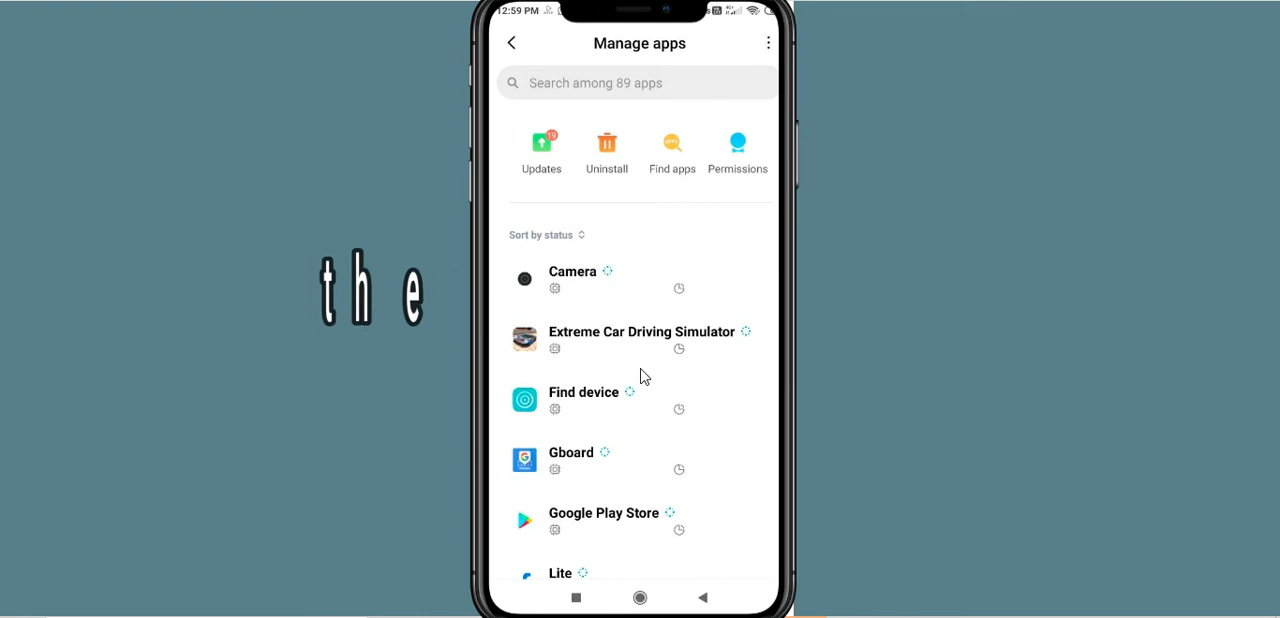 12:59 PM
Manage apps
Search among 89 apps
19
Updates
Uninstall
Find apps
Permissions
Sort by status
Camera
the
Extreme Car Driving Simulator
Find device
Gboard
Google Play Store
Lite